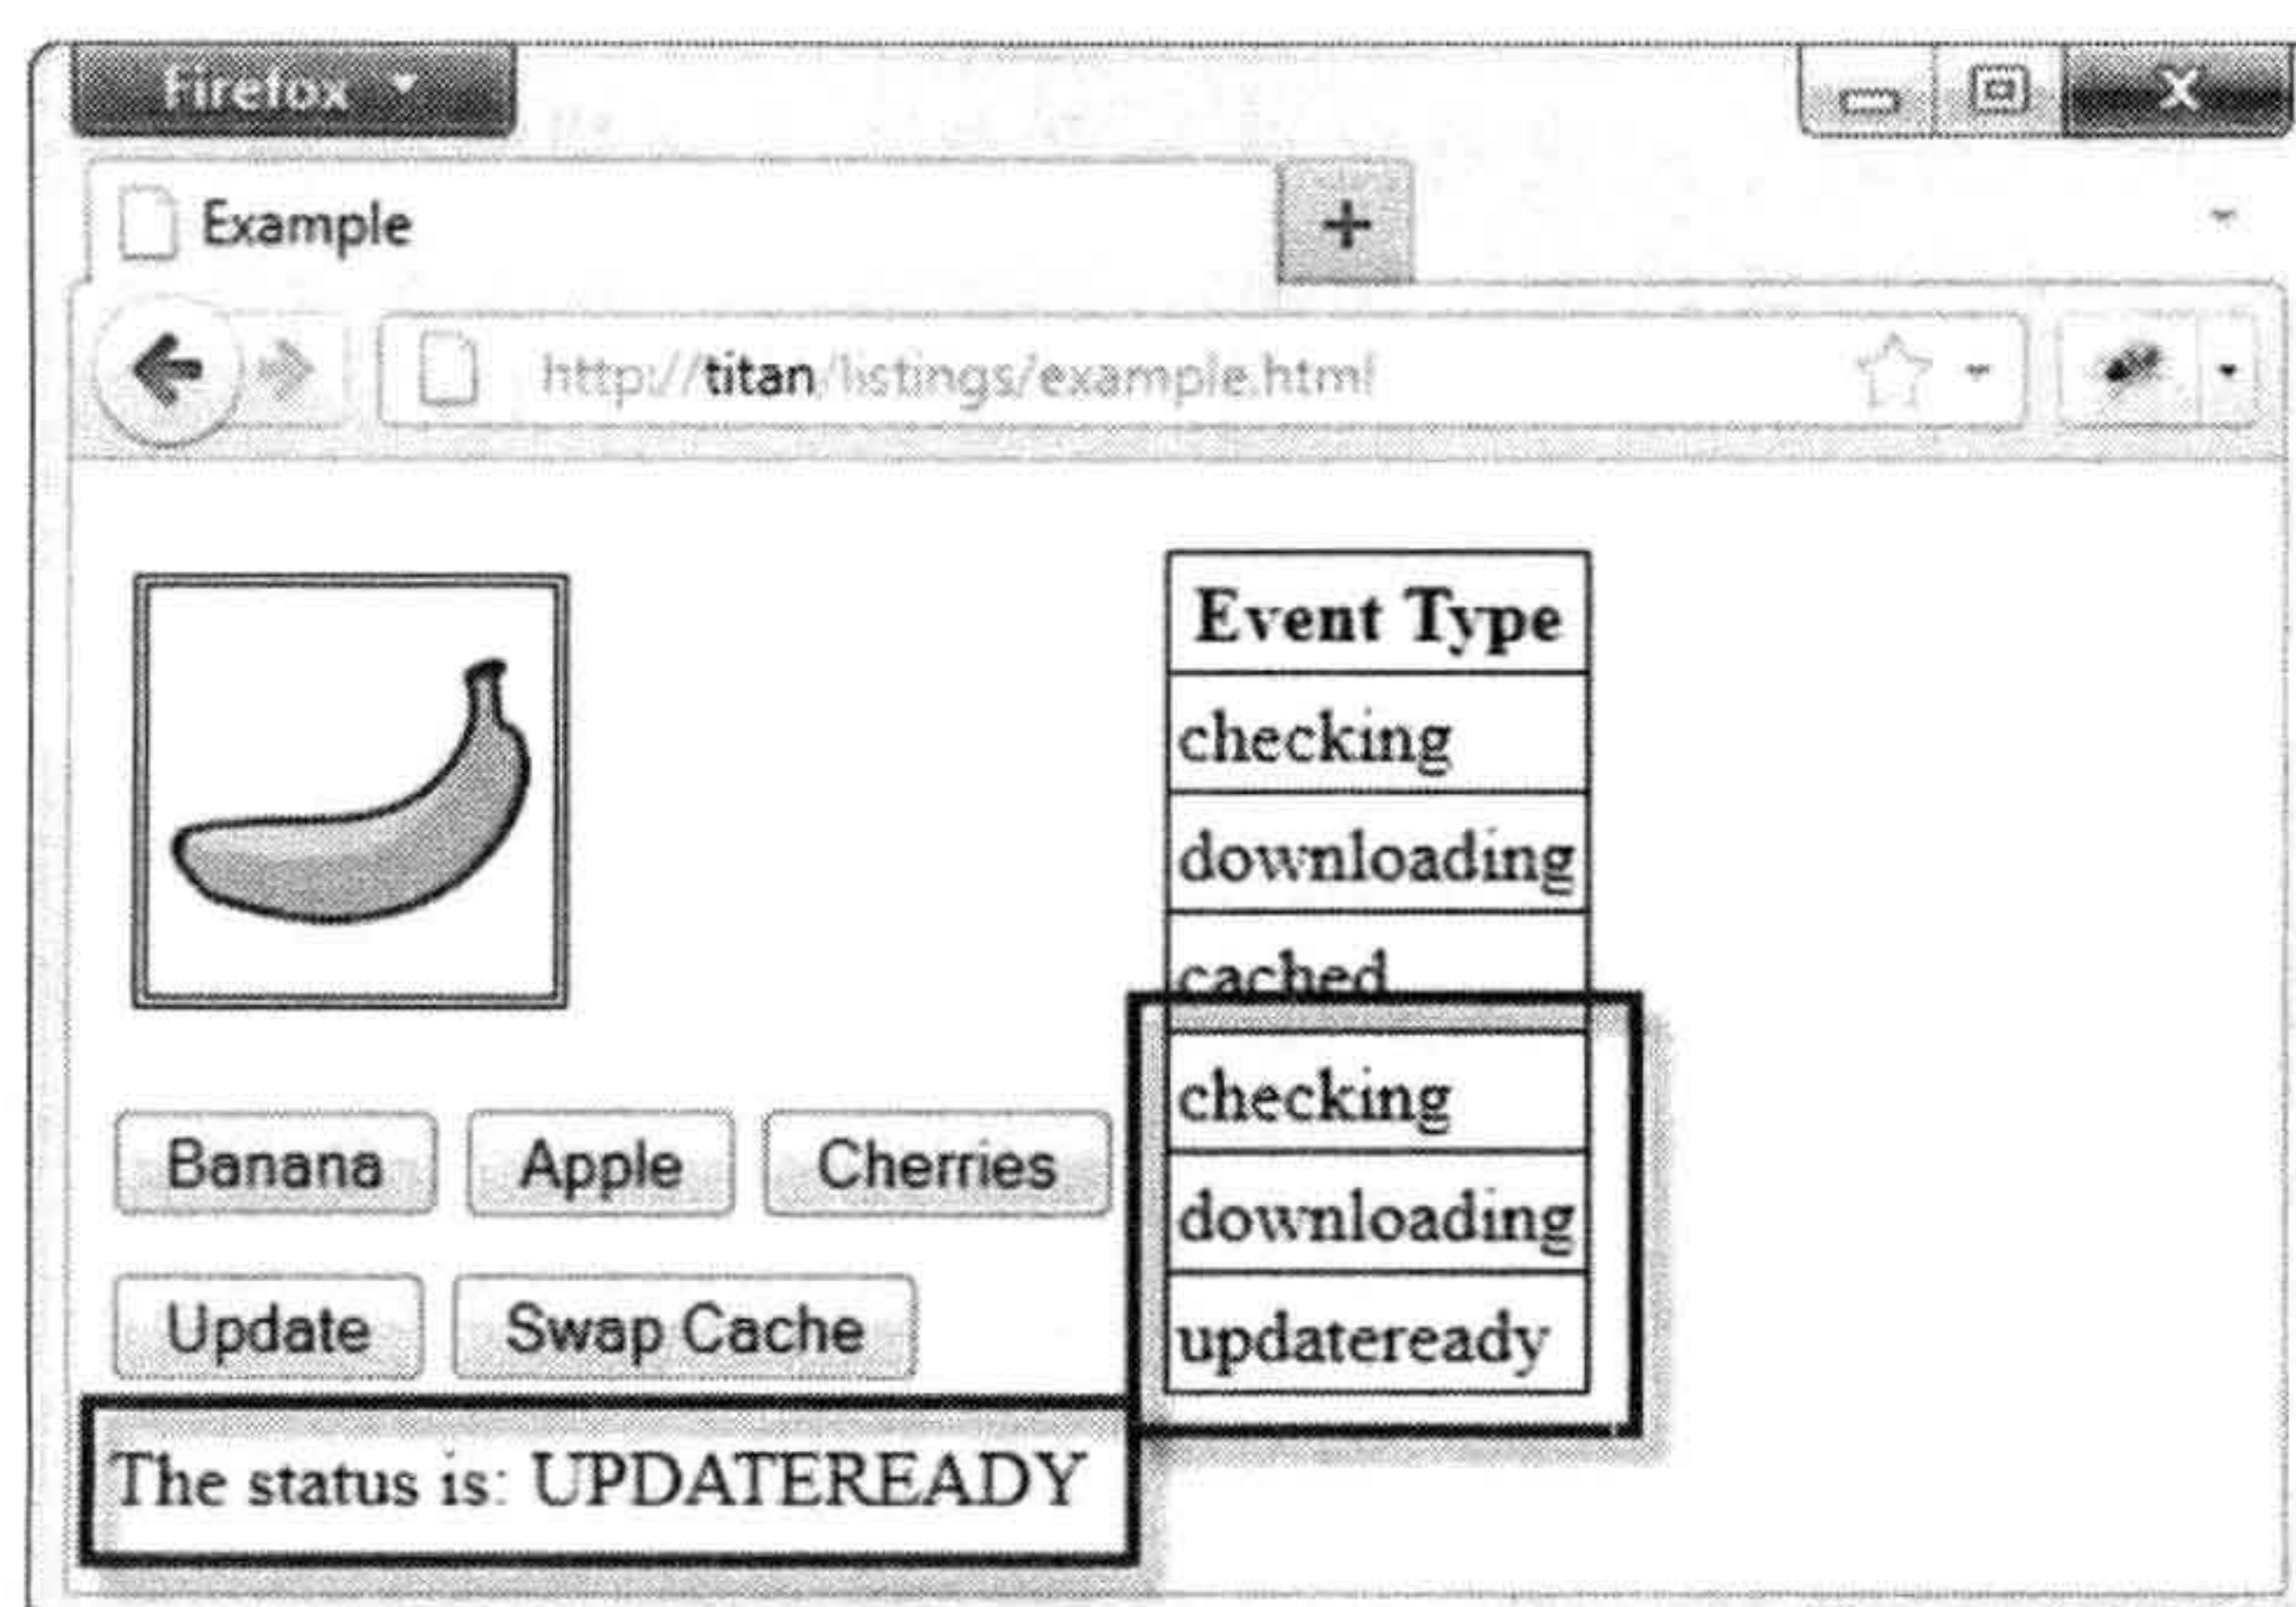 Firefox
Example
http://titan/listings/example.html
Event Type
checking
downloading
cached
checking
downloading
updateready
Banana Apple Cherries
Update Swap Cache
The status is: UPDATEREADY